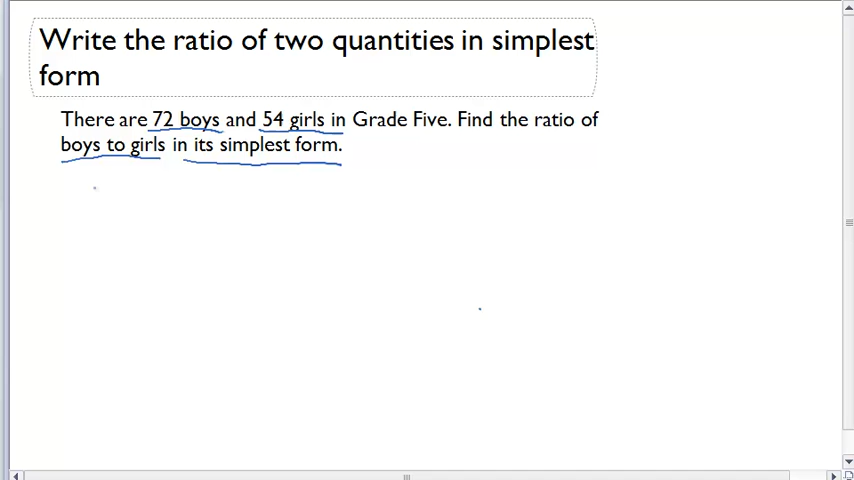 Write the ratio of two quantities in simplest
form
There are 72 boys and 54 girls in Grade Five. Find the ratio of
boys to girls in its simplest form.